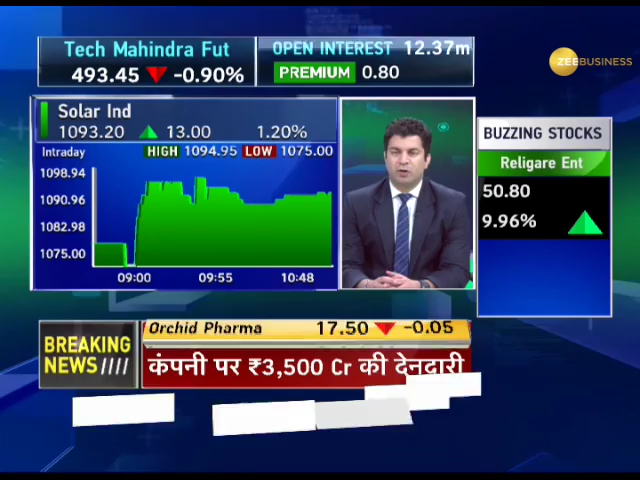 Tech Mahindra Fut
493.45 -0.90%
OPEN INTEREST 12.37m
PREMIUM 0.80
ZEE BUSINESS
Solar Ind
1093.20 13.00 1.20%
Intraday HIGH 1094.95 LOW 1075.00
1098.94
1090.96
1082.98
1075.00
09:00 09:55 10:48
BUZZING STOCKS
Religare Ent
50.80
9.96%
BREAKING
NEWS ////
Orchid Pharma 17.50 -0.05
कंपनी पर ₹3,500 Cr की देनदारी